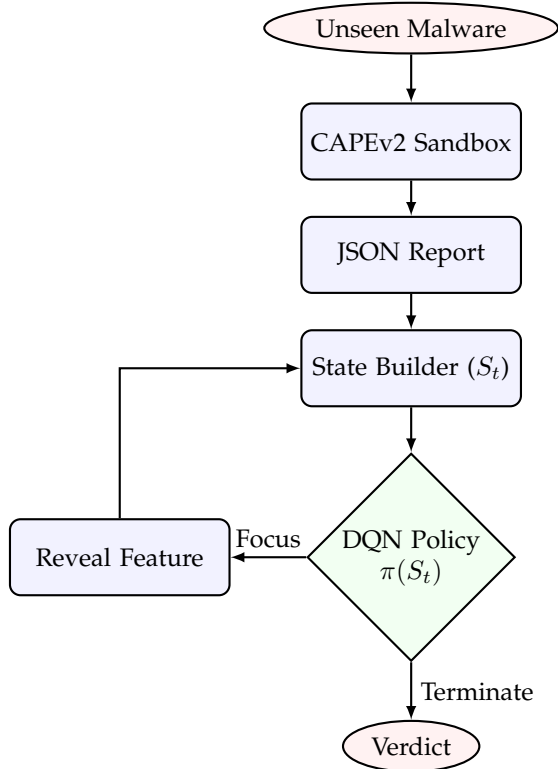 Unseen Malware
CAPEv2 Sandbox
JSON Report
State Builder (S_t)
DQN Policy
π(S_t)
Focus
Reveal Feature
Terminate
Verdict